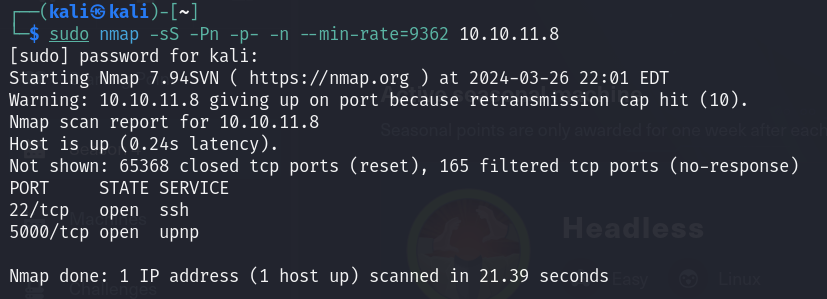 ┌──(kali㉿kali)-[~]
└─$ sudo nmap -sS -Pn -p- -n --min-rate=9362 10.10.11.8
[sudo] password for kali:
Starting Nmap 7.94SVN ( https://nmap.org ) at 2024-03-26 22:01 EDT
Warning: 10.10.11.8 giving up on port because retransmission cap hit (10).
Nmap scan report for 10.10.11.8
Seasonal points are only awarded for one week after each
Host is up (0.24s latency).
Not shown: 65368 closed tcp ports (reset), 165 filtered tcp ports (no-response)
PORT     STATE SERVICE
22/tcp   open  ssh
5000/tcp open  upnp
Headless
Nmap done: 1 IP address (1 host up) scanned in 21.39 seconds
Easy
Linux
Challenges